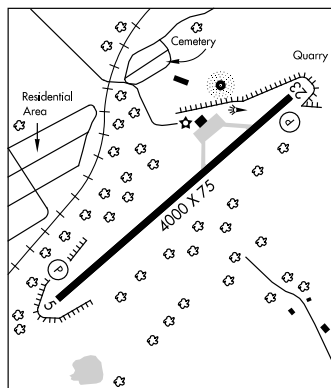 Cemetery
Quarry
Residential
Area
23
P
4000 X 75
P
5